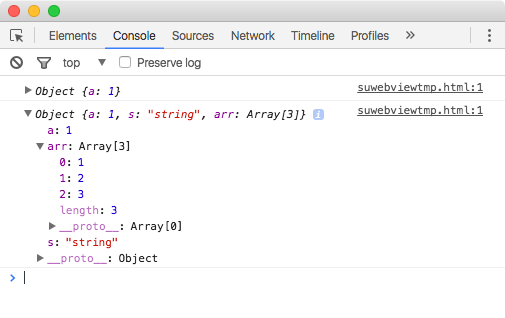 Elements Console Sources Network Timeline Profiles »
top Preserve log
Object {a: 1} suwebviewtmp.html:1
Object {a: 1, s: "string", arr: Array[3]} i suwebviewtmp.html:1
a: 1
arr: Array[3]
0: 1
1: 2
2: 3
length: 3
__proto__: Array[0]
s: "string"
__proto__: Object
>